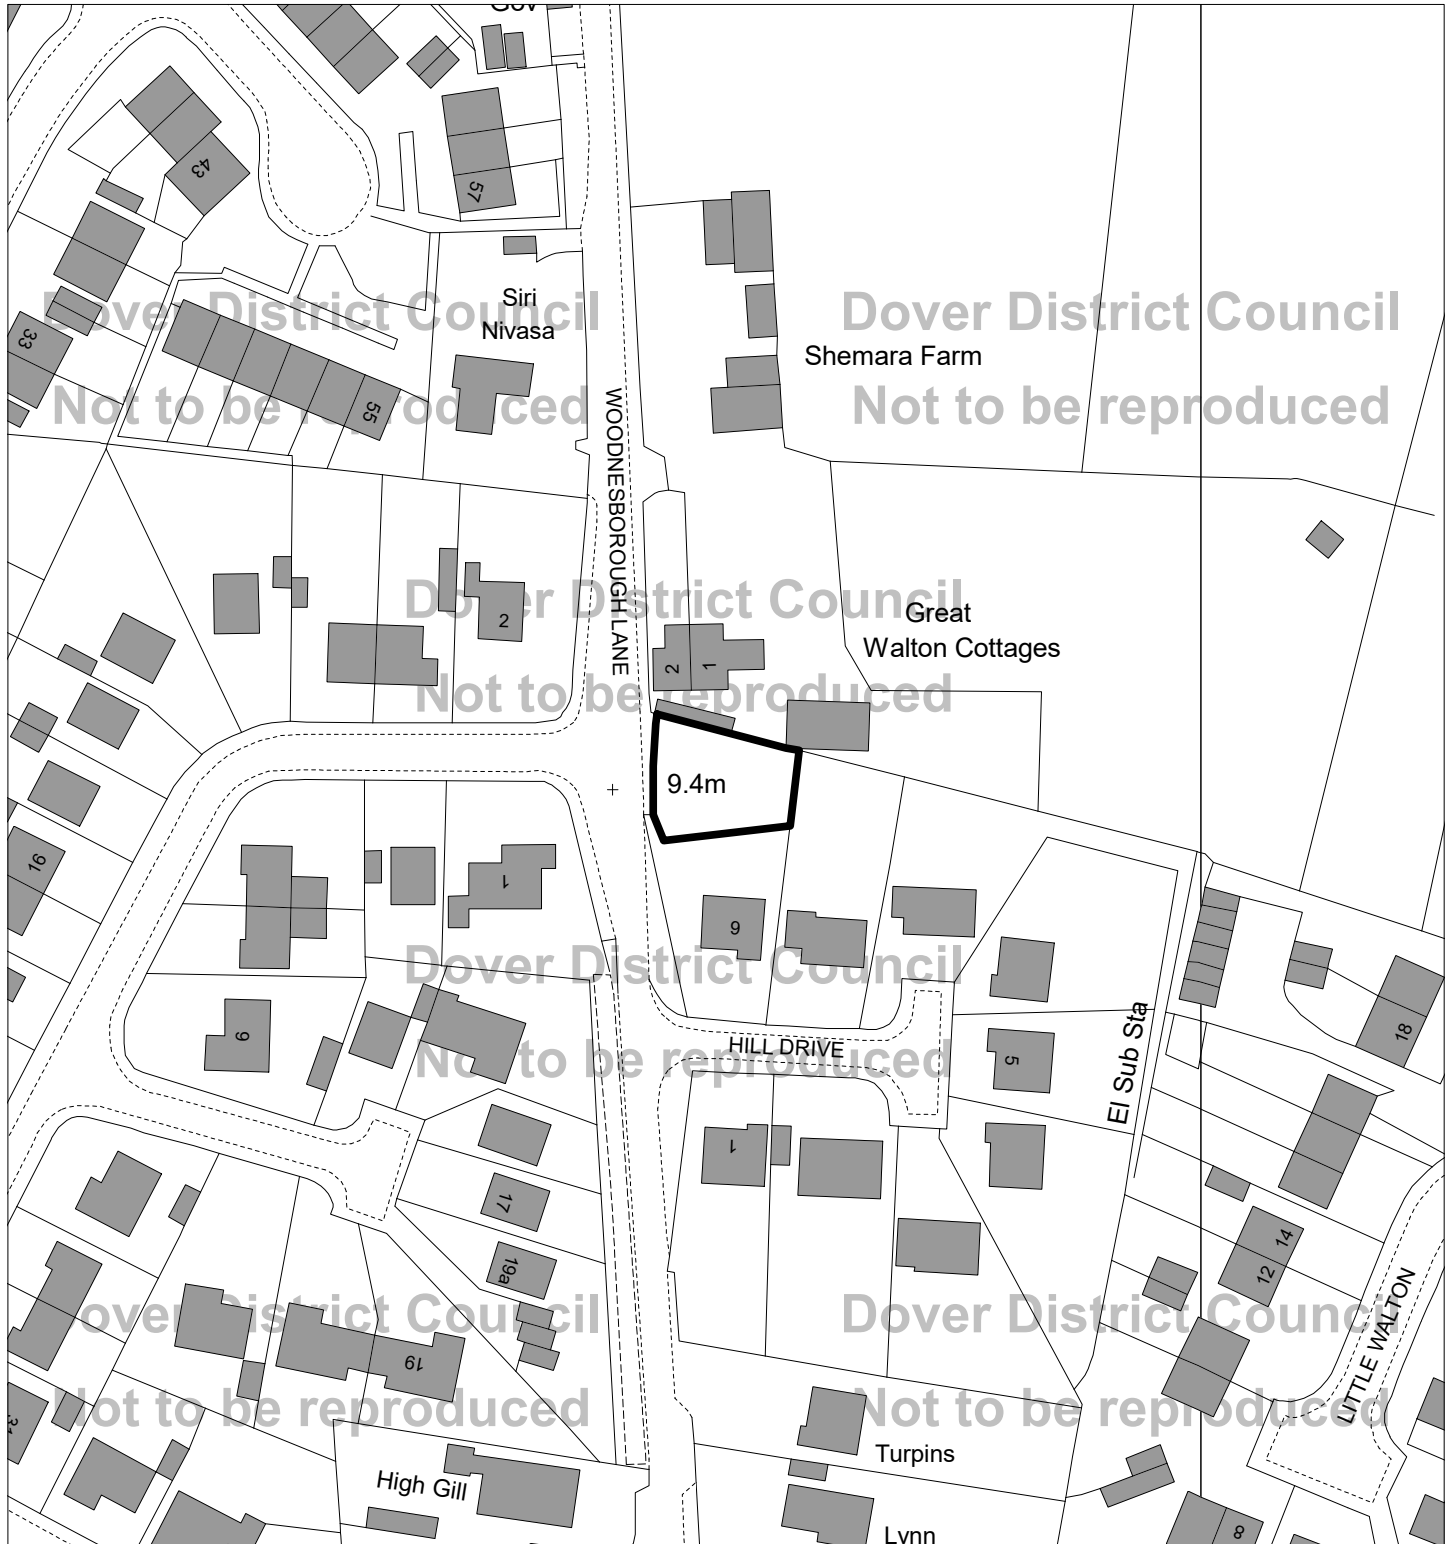 Gov
43
57
Siri
Nivasa
Dover District Council
Dover District Council
33
Shemara Farm
55
Not to be reproduced
Not to be reproduced
WOODNESBOROUGH LANE
2
Dover District Council
Great
Walton Cottages
2
1
Not to be reproduced
9.4m
16
1
9
Dover District Council
9
18
HILL DRIVE
Not to be reproduced
5
El Sub Sta
1
17
19a
14
12
Dover District Council
Dover District Council
19
LITTLE WALTON
Not to be reproduced
Not to be reproduced
31
Turpins
High Gill
Lynn
8